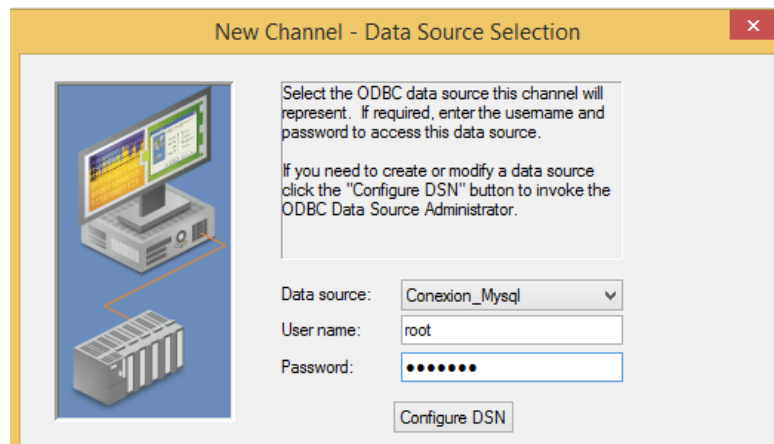 New Channel - Data Source Selection
Select the ODBC data source this channel will
represent. If required, enter the username and
password to access this data source.
If you need to create or modify a data source
click the "Configure DSN" button to invoke the
ODBC Data Source Administrator.
Data source: Conexion_Mysql
User name: root
Password: •••••••
Configure DSN